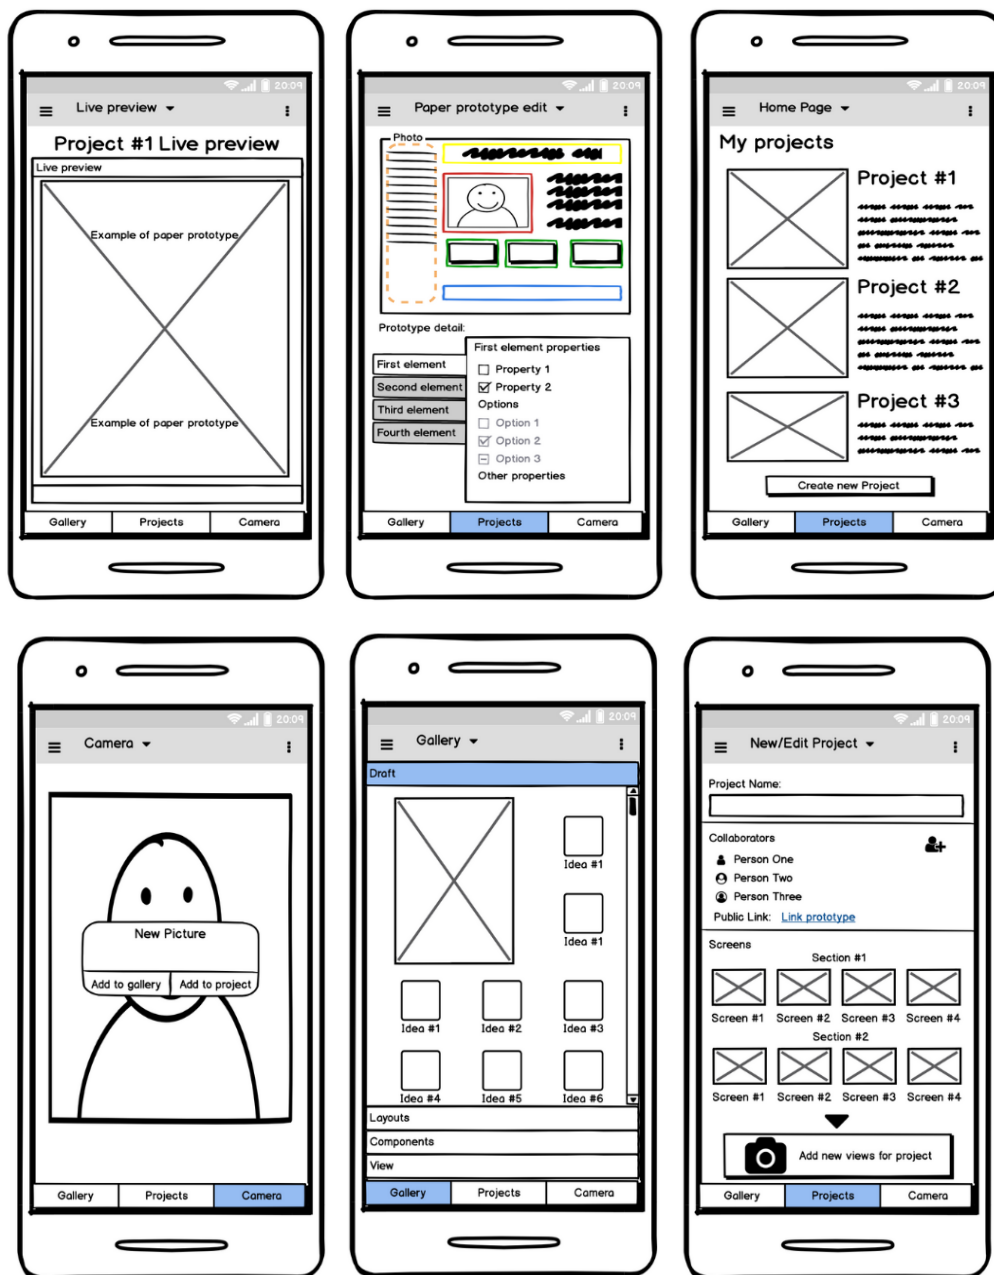 20:09
Live preview
Project #1 Live preview
Live preview
Example of paper prototype
Example of paper prototype
Gallery Projects Camera
20:09
Paper prototype edit
Photo
Prototype detail:
First element
Second element
Third element
Fourth element
First element properties
Property 1
Property 2
Options
Option 1
Option 2
Option 3
Other properties
Gallery Projects Camera
20:09
Home Page
My projects
Project #1
Project #2
Project #3
Create new Project
Gallery Projects Camera
20:09
Camera
New Picture
Add to gallery Add to project
Gallery Projects Camera
20:09
Gallery
Draft
Idea #1
Idea #1
Idea #1 Idea #2 Idea #3
Idea #4 Idea #5 Idea #6
Layouts
Components
View
Gallery Projects Camera
20:09
New/Edit Project
Project Name:
Collaborators
Person One
Person Two
Person Three
Public Link: Link prototype
Screens
Section #1
Screen #1 Screen #2 Screen #3 Screen #4
Section #2
Screen #1 Screen #2 Screen #3 Screen #4
Add new views for project
Gallery Projects Camera